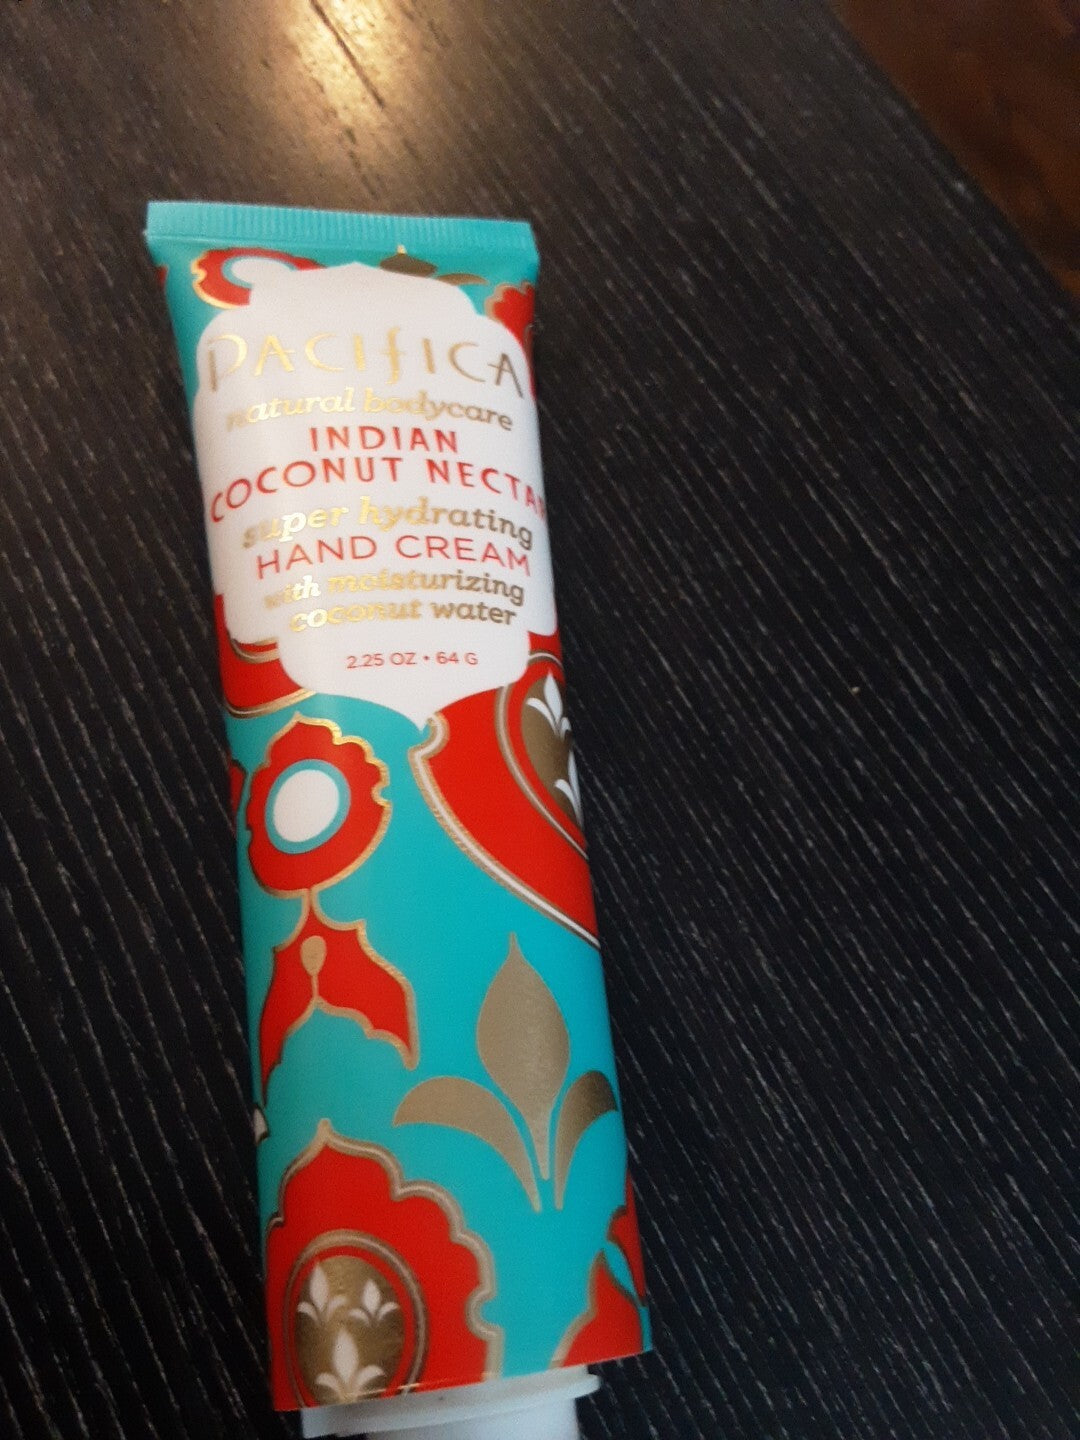 PACIFICA
natural bodycare
INDIAN
COCONUT NECTAR
super hydrating
HAND CREAM
with moisturizing
coconut water
2.25 OZ • 64 G